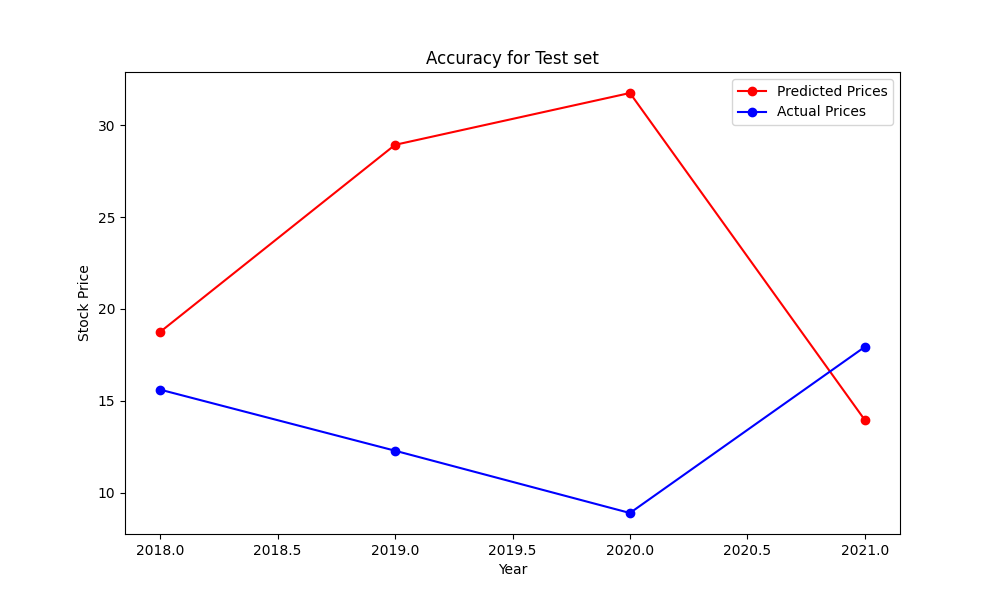 Accuracy for Test set
Predicted Prices
Actual Prices
30
25
20
15
10
Stock Price
2018.0 2018.5 2019.0 2019.5 2020.0 2020.5 2021.0
Year